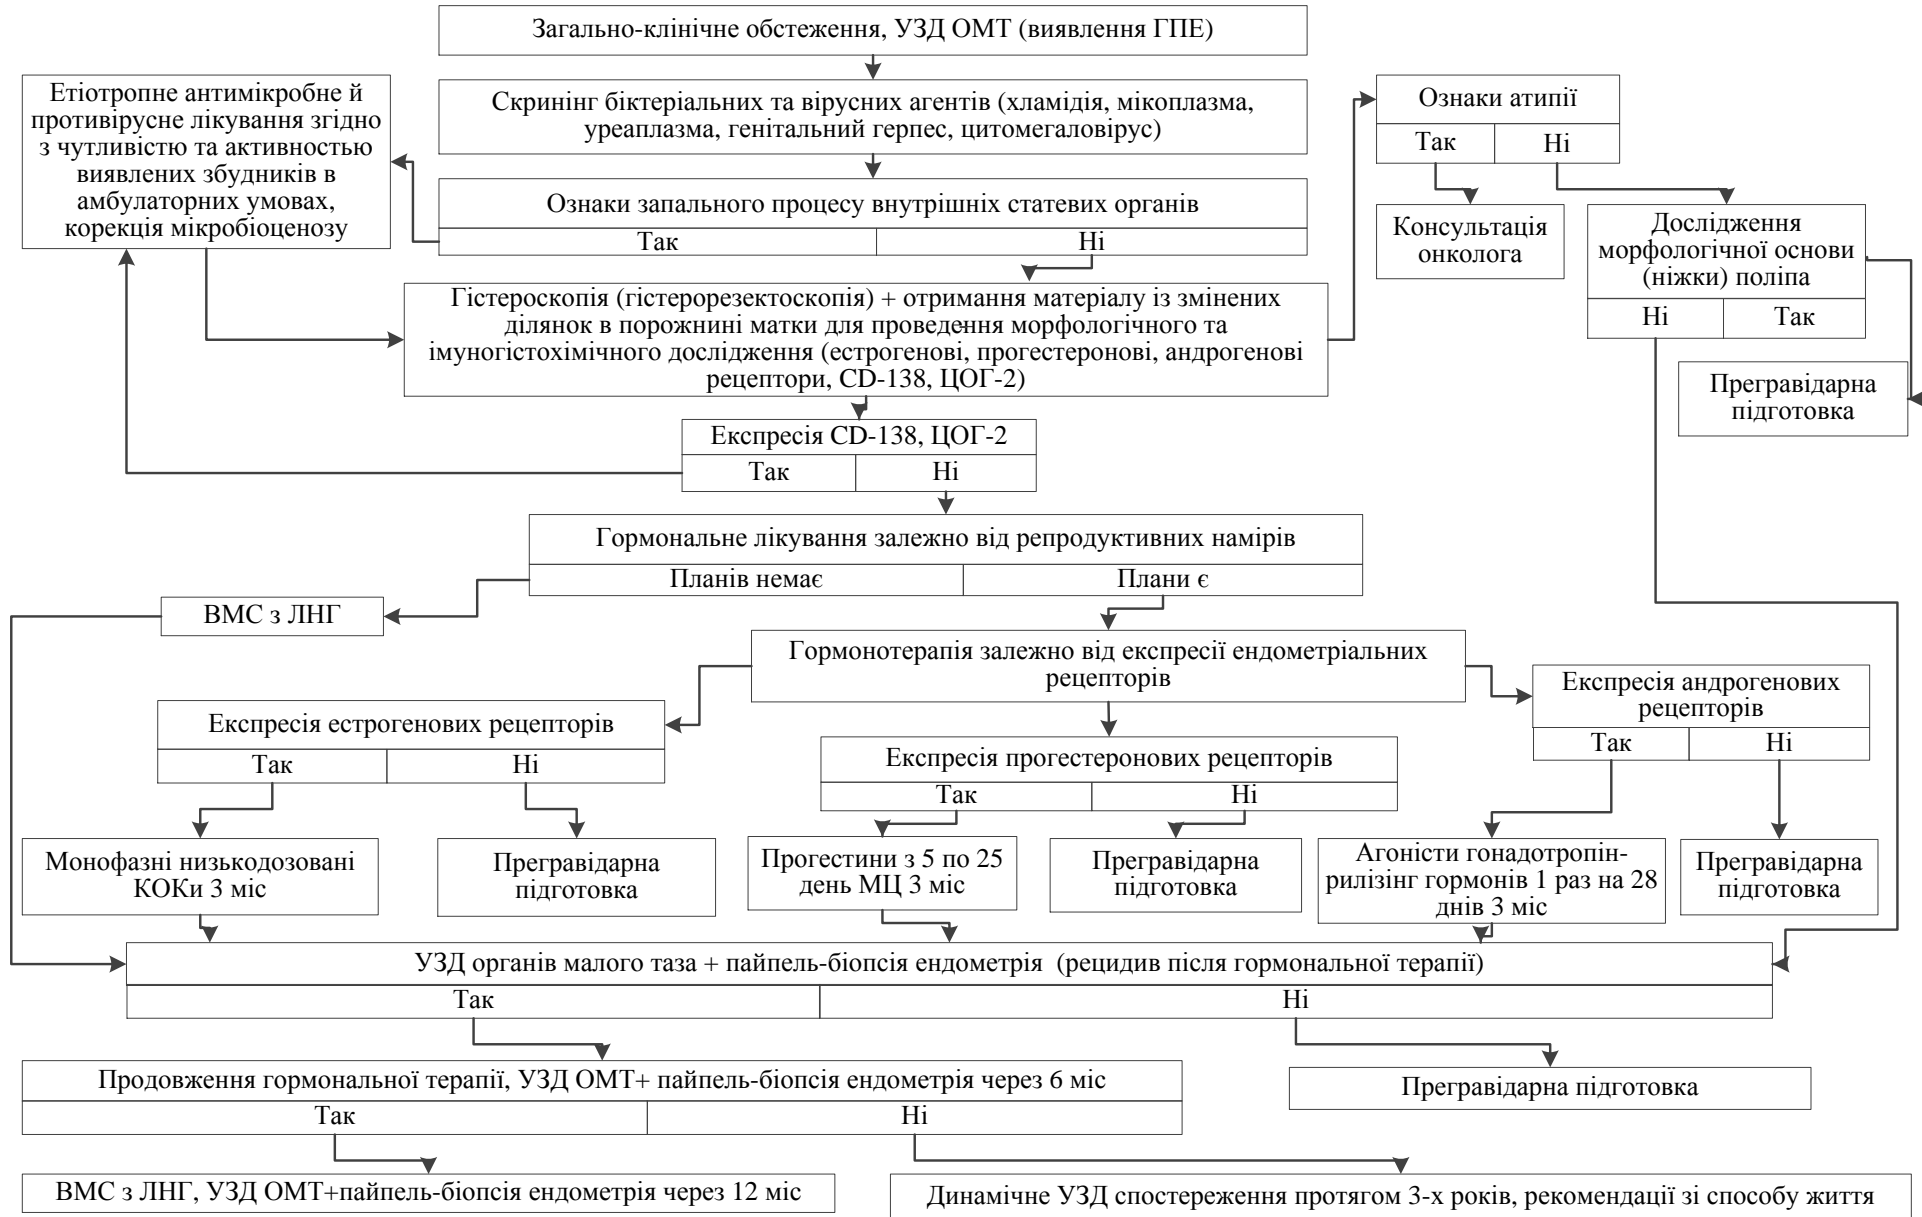 Загально-клінічне обстеження, УЗД ОМТ (виявлення ГПЕ)
Етіотропне антимікробне й
противірусне лікування згідно
з чутливістю та активностью
виявлених збудників в
амбулаторних умовах,
корекція мікробіоценозу
Скринінг біктеріальних та вірусних агентів (хламідія, мікоплазма,
уреаплазма, генітальний герпес, цитомегаловірус)
Ознаки атипії
Так
Ні
Ознаки запального процесу внутрішніх статевих органів
Так
Ні
Консультація
онколога
Дослідження
морфологічної основи
(ніжки) поліпа
Ні
Так
Гістероскопія (гістерорезектоскопія) + отримання матеріалу із змінених
ділянок в порожнині матки для проведення морфологічного та
імуногістохімічного дослідження (естрогенові, прогестеронові, андрогенові
рецептори, CD-138, ЦОГ-2)
Прегравідарна
підготовка
Експресія CD-138, ЦОГ-2
Так
Ні
Гормональне лікування залежно від репродуктивних намірів
Планів немає
Плани є
ВМС з ЛНГ
Гормонотерапія залежно від експресії ендометріальних
рецепторів
Експресія естрогенових рецепторів
Так
Ні
Експресія прогестеронових рецепторів
Так
Ні
Експресія андрогенових
рецепторів
Так
Ні
Монофазні низькодозовані
КОКи 3 міс
Прегравідарна
підготовка
Прогестини з 5 по 25
день МЦ 3 міс
Прегравідарна
підготовка
Агоністи гонадотропін-
рилізінг гормонів 1 раз на 28
днів 3 міс
Прегравідарна
підготовка
УЗД органів малого таза + пайпель-біопсія ендометрія (рецидив після гормональної терапії)
Так
Ні
Продовження гормональної терапії, УЗД ОМТ+ пайпель-біопсія ендометрія через 6 міс
Так
Ні
Прегравідарна підготовка
ВМС з ЛНГ, УЗД ОМТ+пайпель-біопсія ендометрія через 12 міс
Динамічне УЗД спостереження протягом 3-х років, рекомендації зі способу життя